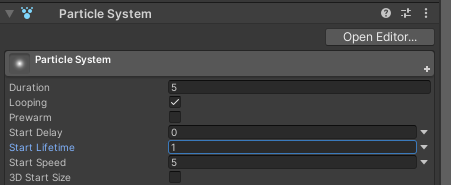 Particle System
Open Editor...
Particle System
Duration 5
Looping
Prewarm
Start Delay 0
Start Lifetime 1
Start Speed 5
3D Start Size